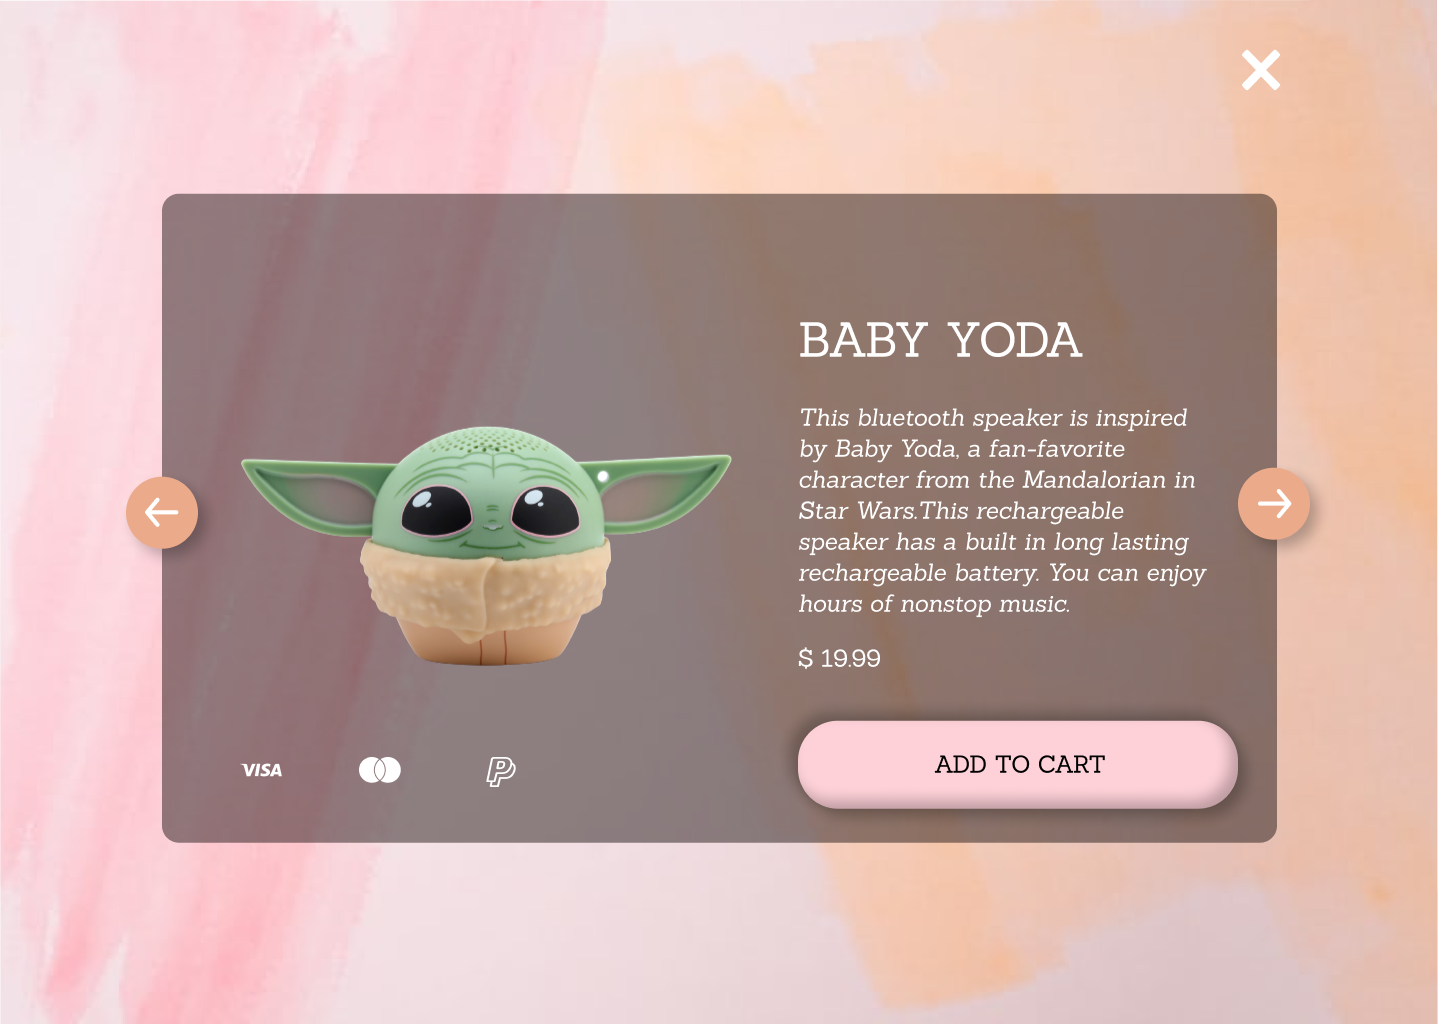 BABY YODA
This bluetooth speaker is inspired
by Baby Yoda, a fan-favorite
character from the Mandalorian in
Star Wars.This rechargeable
speaker has a built in long lasting
rechargeable battery. You can enjoy
hours of nonstop music.
$ 19.99
VISA
ADD TO CART